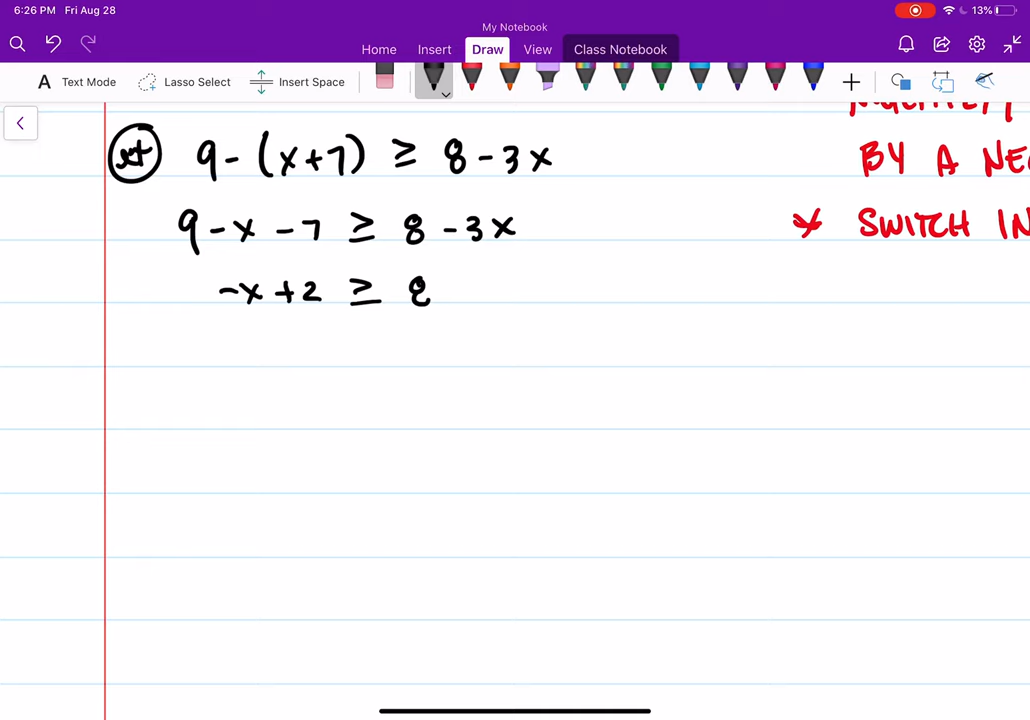 6:26 PM Fri Aug 28
13%
My Notebook
Home Insert Draw View Class Notebook
A Text Mode Lasso Select Insert Space
BY A NE
ext 9 - (x + 7) ≥ 8 - 3x
9 - x - 7 ≥ 8 - 3x
* SWITCH IN
-x + 2 ≥ 8